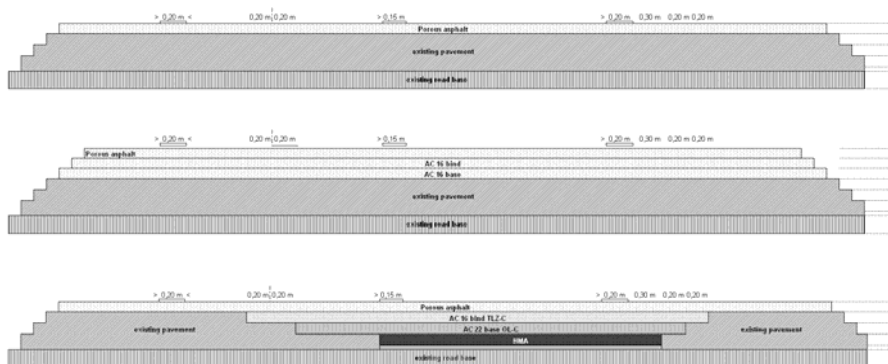 > 0,20 m < 0,20 m 0,20 m > 0,15 m > 0,20 m 0,30 m 0,20 m 0,20 m
Porous asphalt
existing pavement
existing road base
> 0,20 m < 0,20 m 0,20 m > 0,15 m > 0,20 m 0,30 m 0,20 m 0,20 m
Porous asphalt
AC 16 bind
AC 16 base
existing pavement
existing road base
> 0,20 m < 0,20 m 0,20 m > 0,15 m > 0,20 m 0,30 m 0,20 m 0,20 m
Porous asphalt
AC 16 bind TLZ-C
existing pavement AC 22 base OL-C existing pavement
HMA
existing road base